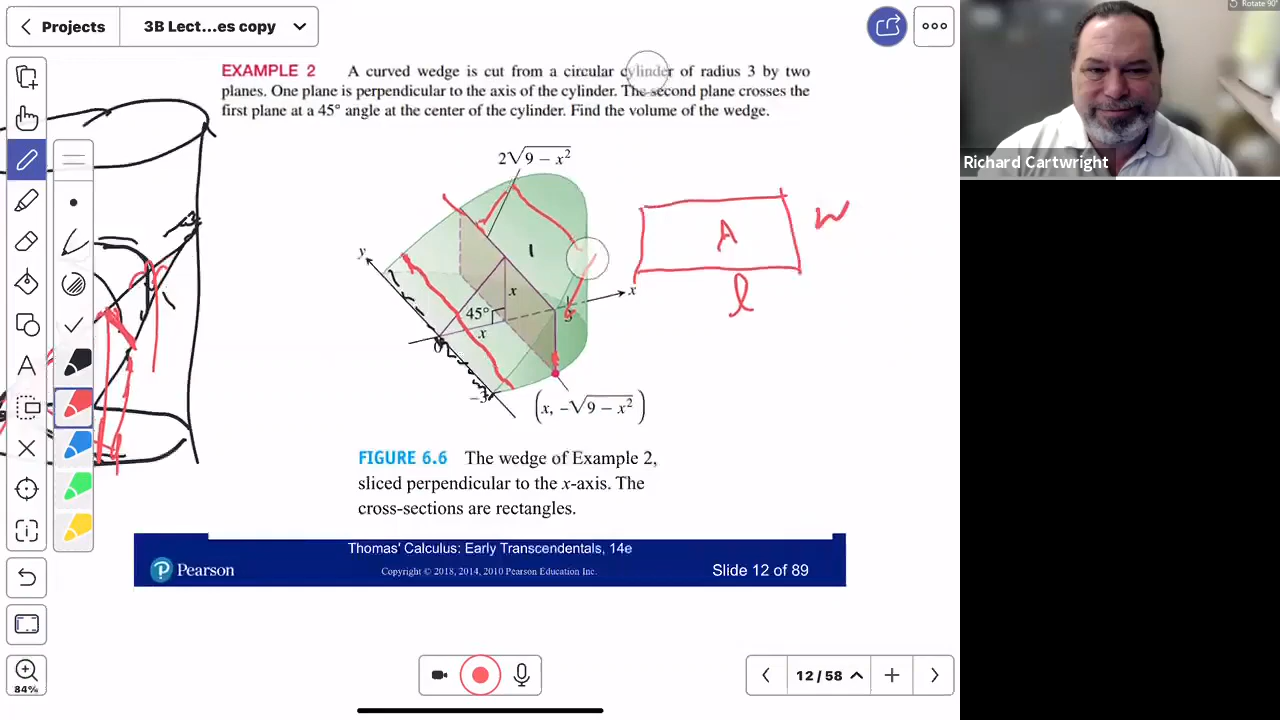 Projects
3B Lect...es copy
EXAMPLE 2 A curved wedge is cut from a circular cylinder of radius 3 by two
planes. One plane is perpendicular to the axis of the cylinder. The second plane crosses the
first plane at a 45° angle at the center of the cylinder. Find the volume of the wedge.
2√9 − x²
y
x
x
45°
x
0
3
−3
(x, −√9 − x²)
A
w
l
FIGURE 6.6 The wedge of Example 2,
sliced perpendicular to the x-axis. The
cross-sections are rectangles.
Thomas' Calculus: Early Transcendentals, 14e
Pearson
Copyright © 2018, 2014, 2010 Pearson Education Inc.
Slide 12 of 89
84%
12 / 58
Rotate 90°
Richard Cartwright